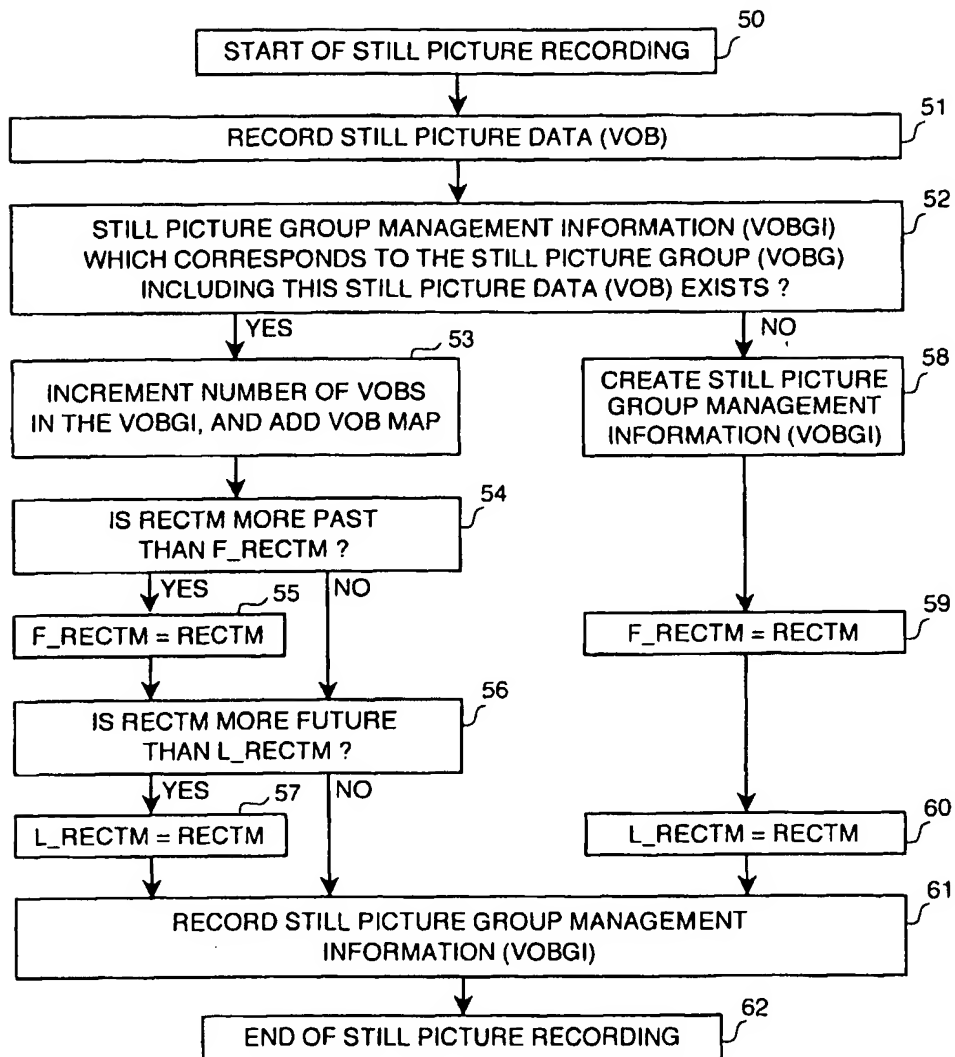 50
START OF STILL PICTURE RECORDING
51
RECORD STILL PICTURE DATA (VOB)
52
STILL PICTURE GROUP MANAGEMENT INFORMATION (VOBGI)
WHICH CORRESPONDS TO THE STILL PICTURE GROUP (VOBG)
INCLUDING THIS STILL PICTURE DATA (VOB) EXISTS ?
YES
NO
53
INCREMENT NUMBER OF VOBS
IN THE VOBGI, AND ADD VOB MAP
58
CREATE STILL PICTURE
GROUP MANAGEMENT
INFORMATION (VOBGI)
54
IS RECTM MORE PAST
THAN F_RECTM ?
YES
NO
55
F_RECTM = RECTM
59
F_RECTM = RECTM
56
IS RECTM MORE FUTURE
THAN L_RECTM ?
YES
NO
57
L_RECTM = RECTM
60
L_RECTM = RECTM
61
RECORD STILL PICTURE GROUP MANAGEMENT
INFORMATION (VOBGI)
62
END OF STILL PICTURE RECORDING